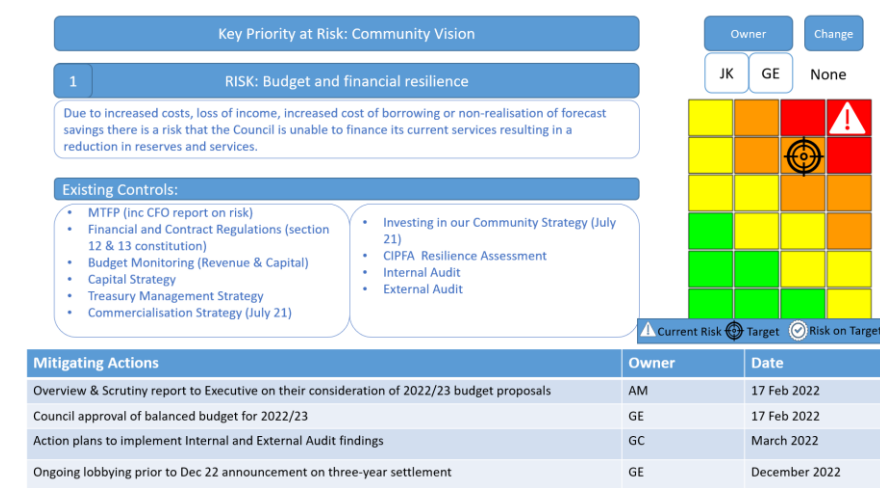 Key Priority at Risk: Community Vision
Owner
Change
1
RISK: Budget and financial resilience
JK
GE
None
Due to increased costs, loss of income, increased cost of borrowing or non-realisation of forecast
savings there is a risk that the Council is unable to finance its current services resulting in a
reduction in reserves and services.
Existing Controls:
• MTFP (inc CFO report on risk)
• Financial and Contract Regulations (section
12 & 13 constitution)
• Budget Monitoring (Revenue & Capital)
• Capital Strategy
• Treasury Management Strategy
• Commercialisation Strategy (July 21)
• Investing in our Community Strategy (July
21)
• CIPFA Resilience Assessment
• Internal Audit
• External Audit
Current Risk Target Risk on Target
Mitigating Actions Owner Date
Overview & Scrutiny report to Executive on their consideration of 2022/23 budget proposals AM 17 Feb 2022
Council approval of balanced budget for 2022/23 GE 17 Feb 2022
Action plans to implement Internal and External Audit findings GC March 2022
Ongoing lobbying prior to Dec 22 announcement on three-year settlement GE December 2022